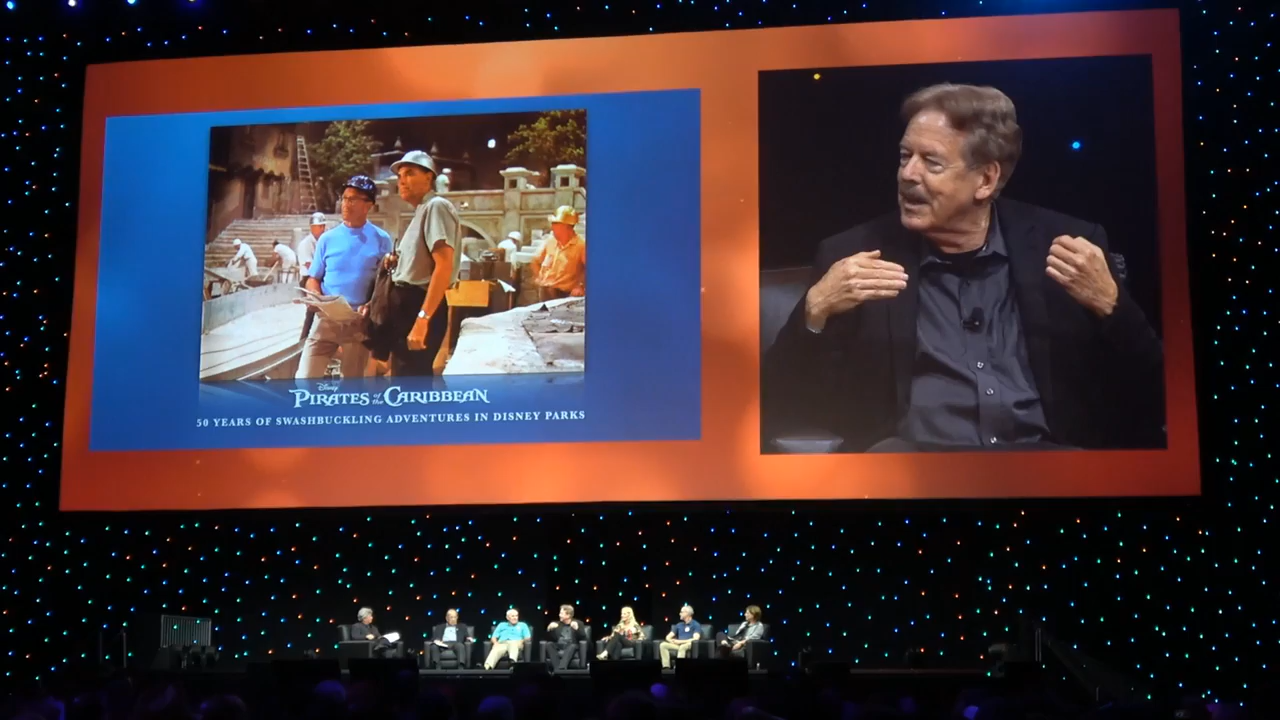 Disney
PIRATES of the CARIBBEAN
50 YEARS OF SWASHBUCKLING ADVENTURES IN DISNEY PARKS